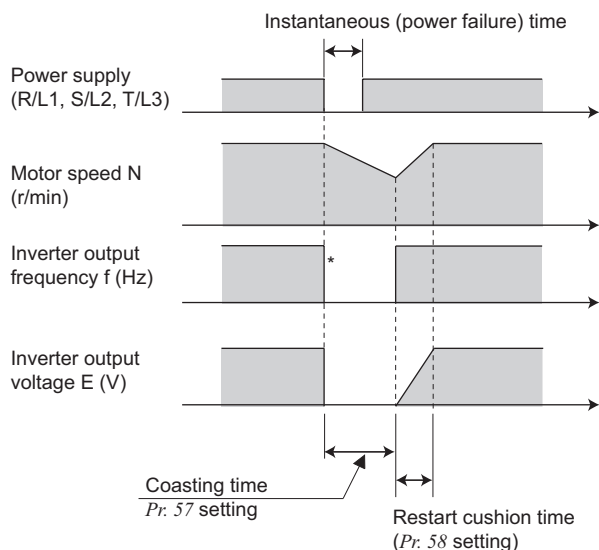 Instantaneous (power failure) time
Power supply
(R/L1, S/L2, T/L3)
Motor speed N
(r/min)
Inverter output
frequency f (Hz)
*
Inverter output
voltage E (V)
Coasting time
Pr. 57 setting
Restart cushion time
(Pr. 58 setting)